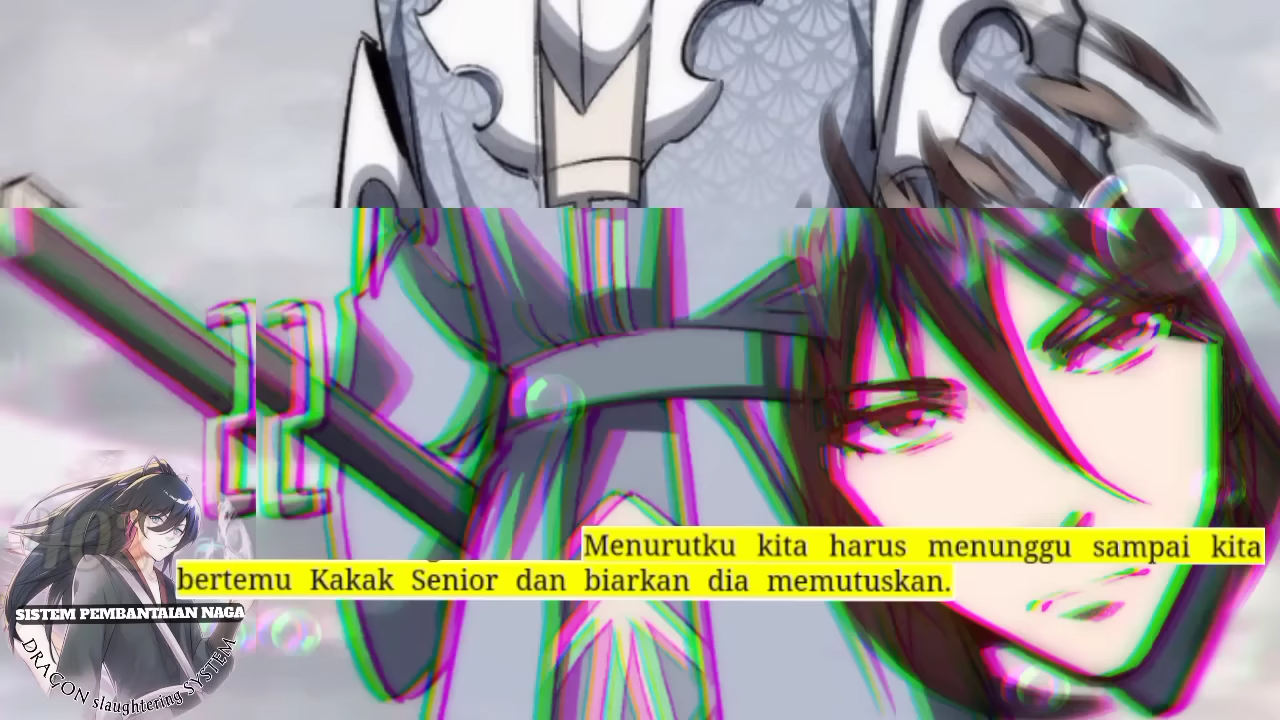 Menurutku kita harus menunggu sampai kita
bertemu Kakak Senior dan biarkan dia memutuskan.
SISTEM PEMBANTAIAN NAGA
DRAGON slaughtering SYSTEM